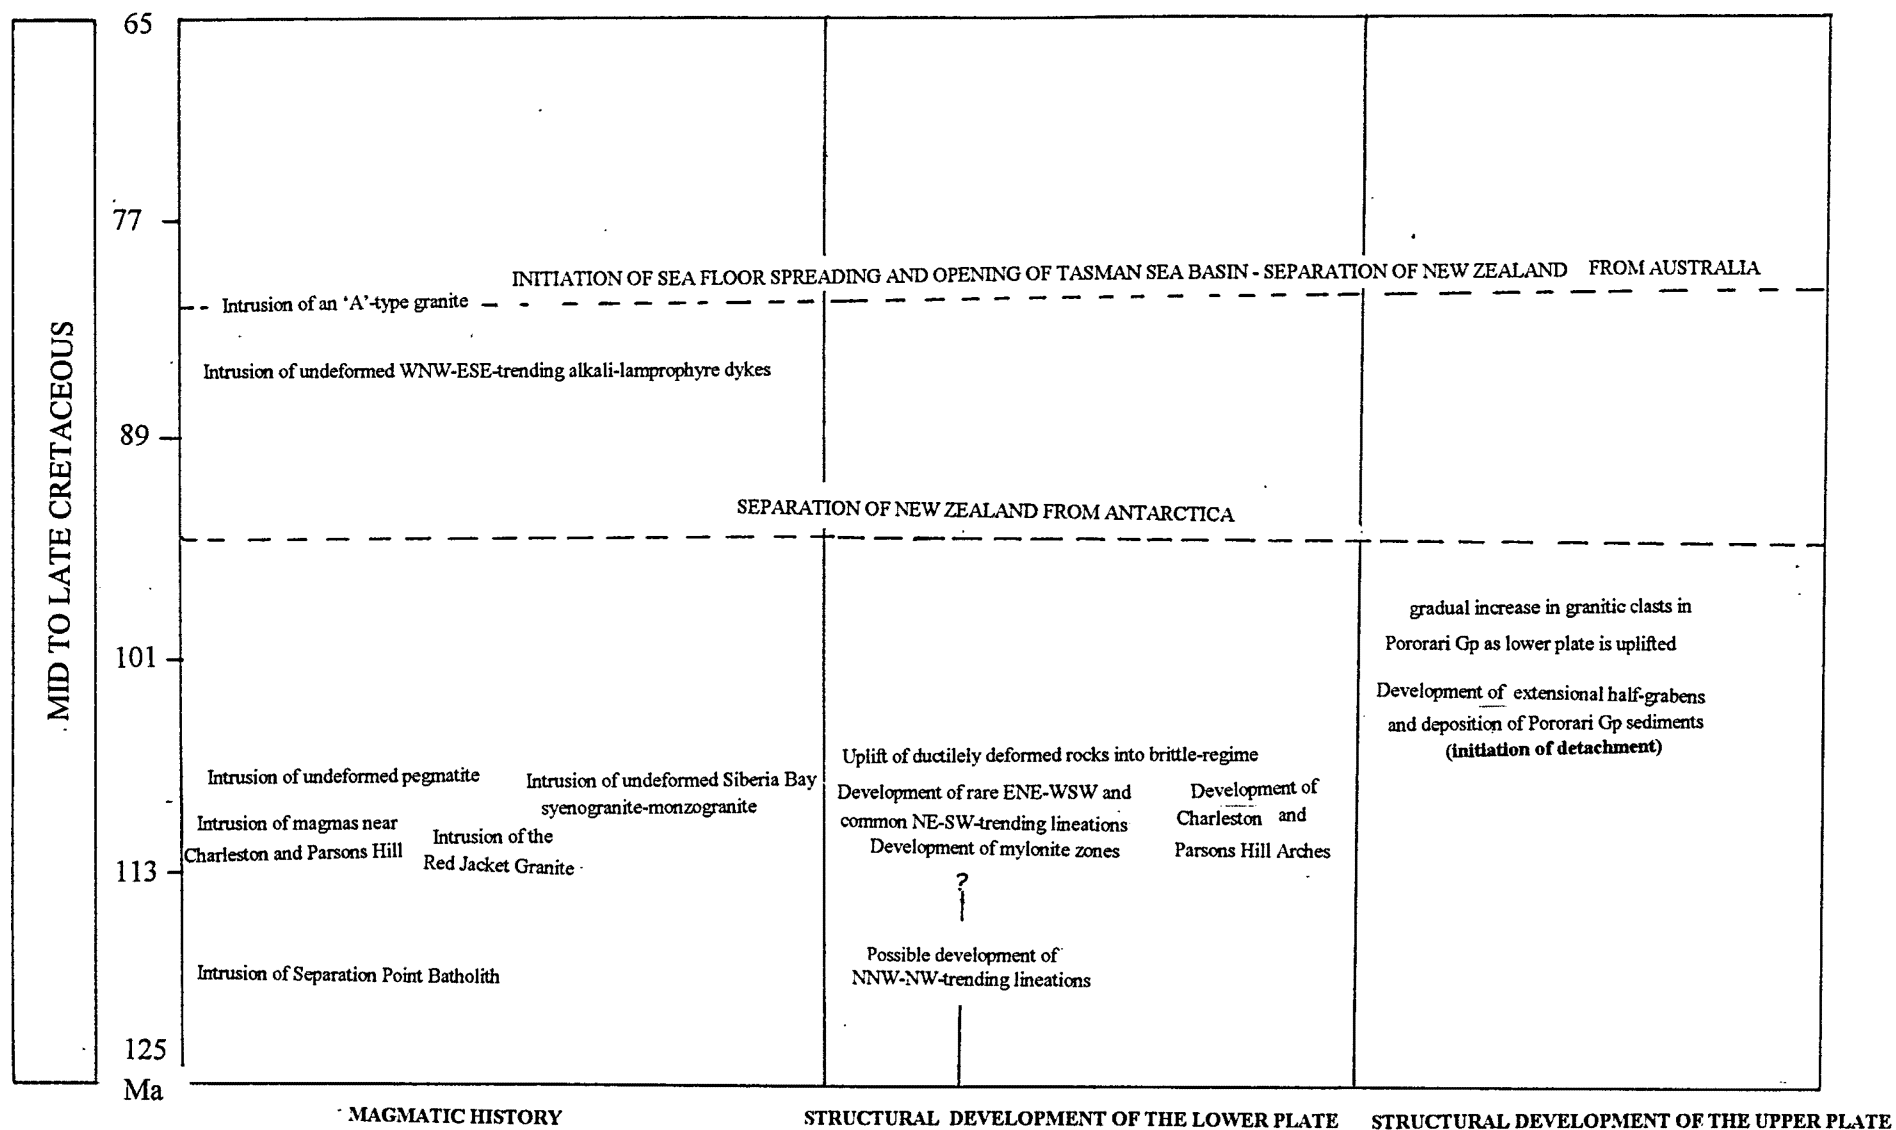 65
77
INITIATION OF SEA FLOOR SPREADING AND OPENING OF TASMAN SEA BASIN - SEPARATION OF NEW ZEALAND FROM AUSTRALIA
Intrusion of an 'A'-type granite
Intrusion of undeformed WNW-ESE-trending alkali-lamprophyre dykes
89
MID TO LATE CRETACEOUS
SEPARATION OF NEW ZEALAND FROM ANTARCTICA
gradual increase in granitic clasts in
Pororari Gp as lower plate is uplifted
101
Development of extensional half-grabens
and deposition of Pororari Gp sediments
(initiation of detachment)
Intrusion of undeformed pegmatite
Intrusion of undeformed Siberia Bay
syenogranite-monzogranite
Intrusion of magmas near
Charleston and Parsons Hill
Intrusion of the
Red Jacket Granite
Uplift of ductilely deformed rocks into brittle-regime
Development of rare ENE-WSW and
common NE-SW-trending lineations
Development of mylonite zones
Development of
Charleston and
Parsons Hill Arches
113
?
Possible development of
NNW-NW-trending lineations
Intrusion of Separation Point Batholith
125
Ma
MAGMATIC HISTORY
STRUCTURAL DEVELOPMENT OF THE LOWER PLATE
STRUCTURAL DEVELOPMENT OF THE UPPER PLATE